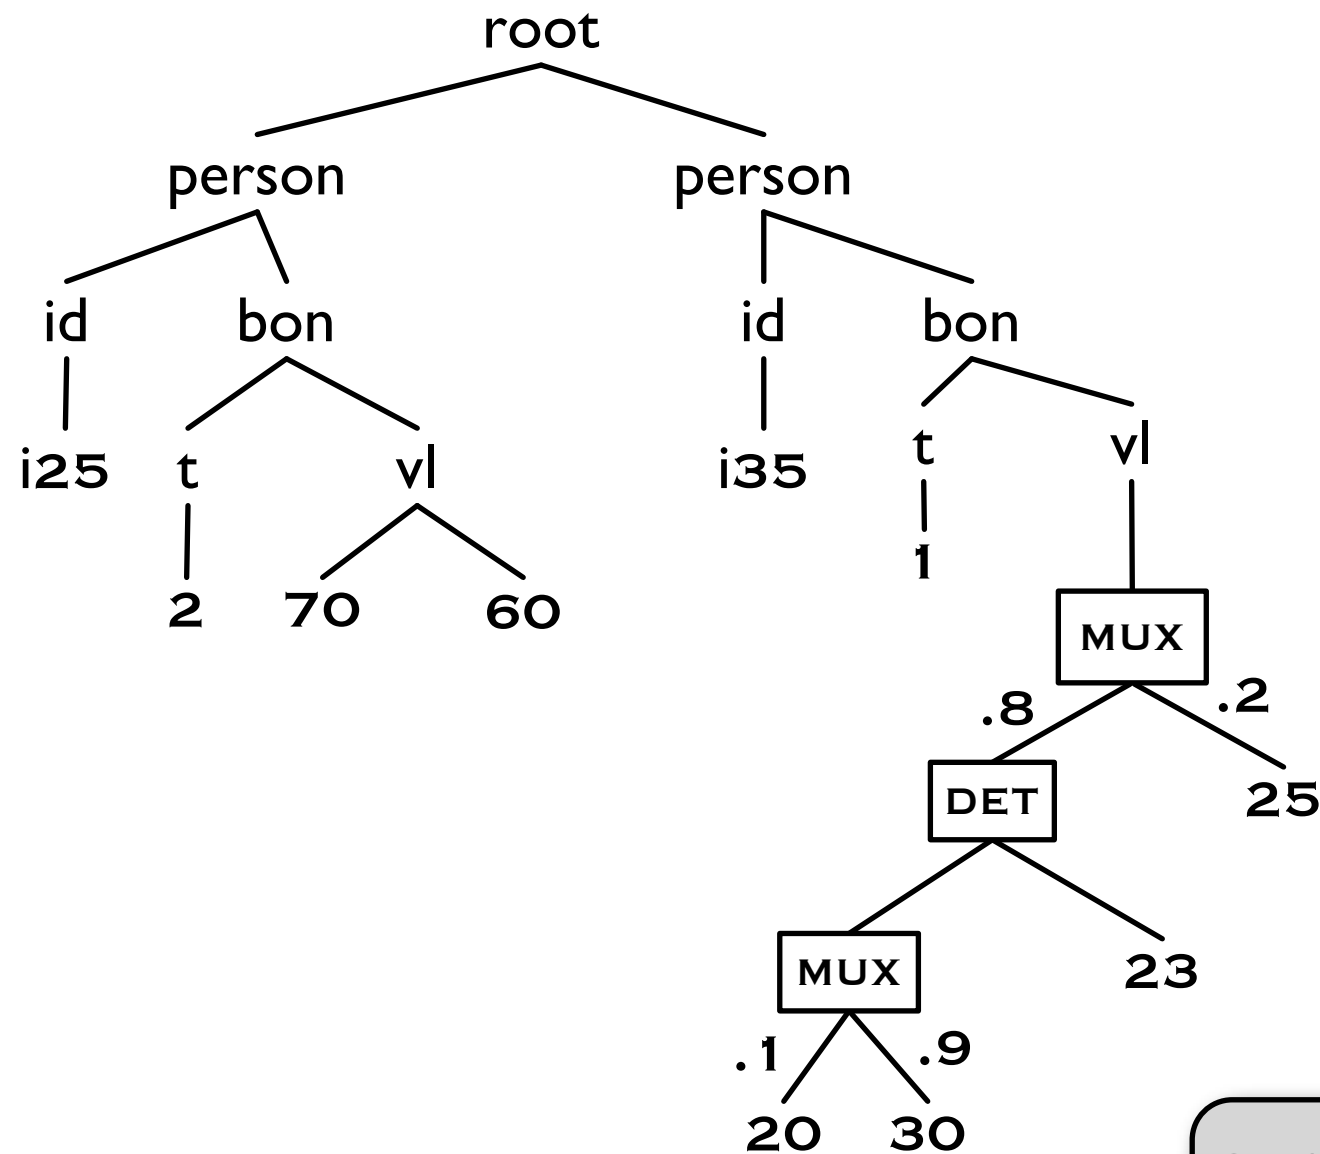 root
person person
id bon id bon
i25 t vl i35 t vl
2 70 60 1
MUX
.8 .2
DET 25
MUX 23
.1 .9
20 30